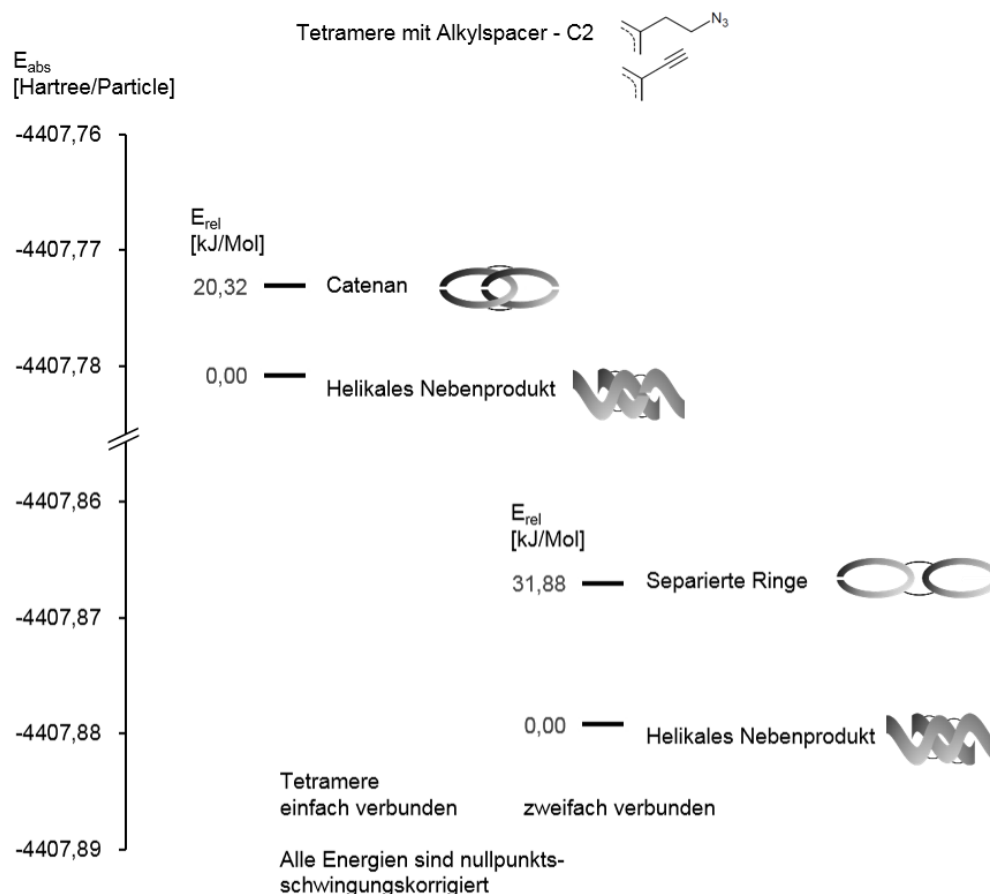 Tetramere mit Alkylspacer - C2
N3
Eabs
[Hartree/Particle]
-4407,76
Erel
[kJ/Mol]
-4407,77
20,32 Catenan
-4407,78
0,00 Helikales Nebenprodukt
-4407,86
Erel
[kJ/Mol]
31,88 Separierte Ringe
-4407,87
0,00 Helikales Nebenprodukt
-4407,88
Tetramere
einfach verbunden zweifach verbunden
-4407,89
Alle Energien sind nullpunkts-
schwingungskorrigiert